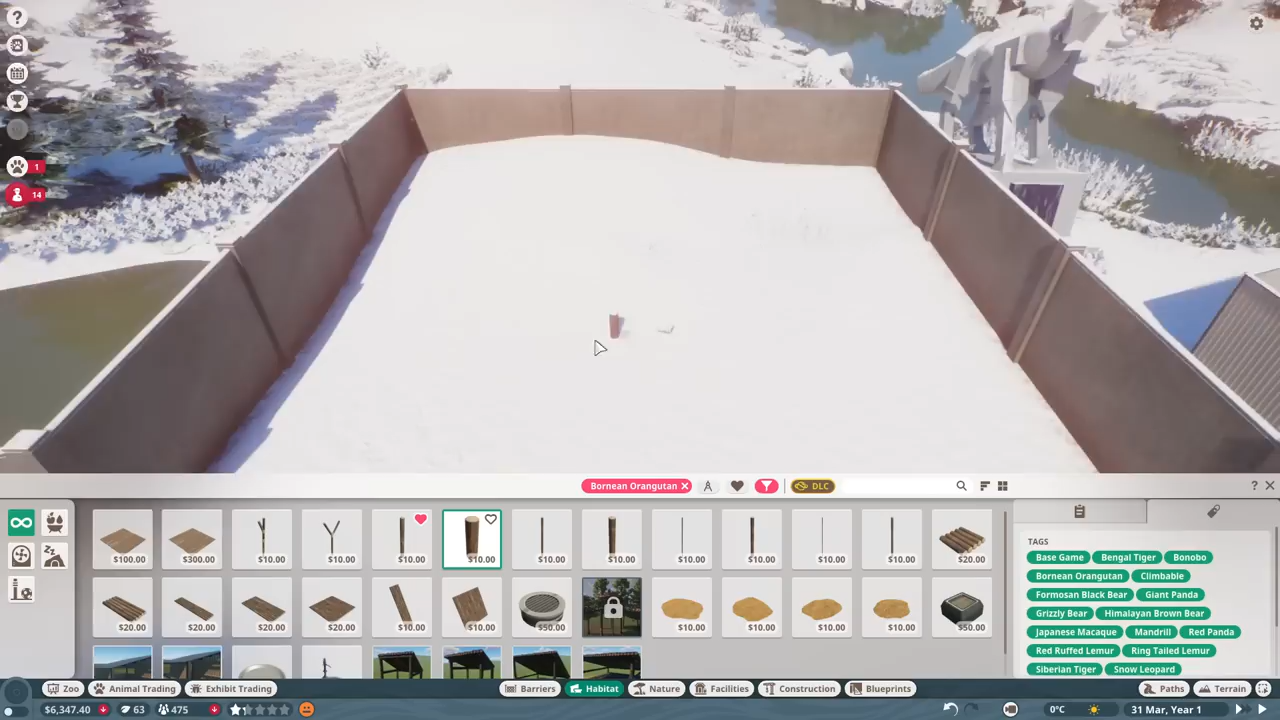 ?
1
14
Bornean Orangutan ×
DLC
? ×
$100.00 $300.00 $10.00 $10.00 $10.00 $10.00 $10.00 $10.00 $10.00 $10.00 $10.00 $10.00 $20.00
$20.00 $20.00 $20.00 $20.00 $10.00 $10.00 $50.00 $10.00 $10.00 $10.00 $10.00 $50.00
TAGS
Base Game Bengal Tiger Bonobo
Bornean Orangutan Climbable
Formosan Black Bear Giant Panda
Grizzly Bear Himalayan Brown Bear
Japanese Macaque Mandrill Red Panda
Red Ruffed Lemur Ring Tailed Lemur
Siberian Tiger Snow Leopard
Zoo Animal Trading Exhibit Trading Barriers Habitat Nature Facilities Construction Blueprints Paths Terrain
$6,347.40 63 475 0°C 31 Mar, Year 1